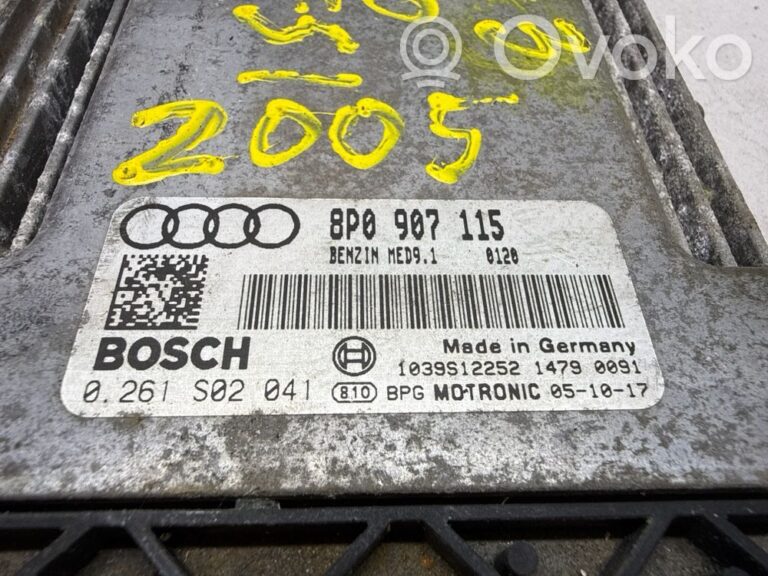 Ovoko
2005
8P0 907 115
BENZIN MED9.1 0120
BOSCH
Made in Germany
1039S12252 1479 0091
0.261 S02 041 810 BPG MOTRONIC 05-10-17